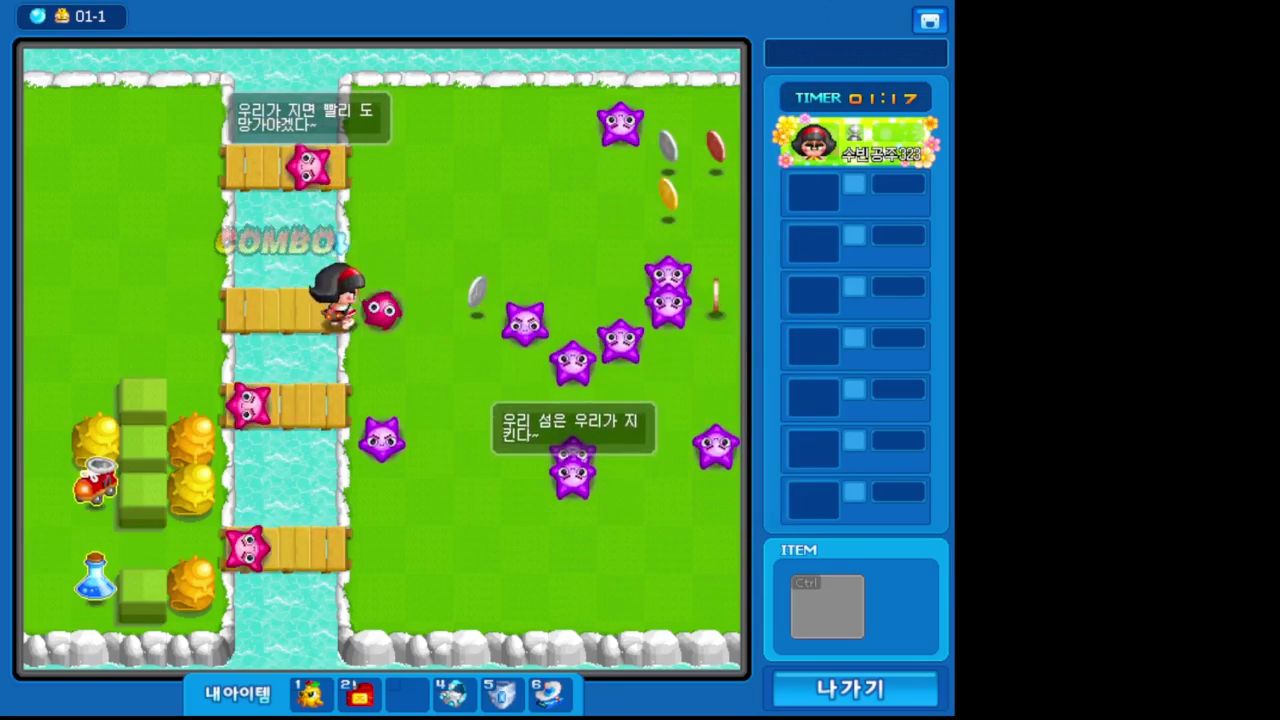 01-1
우리가 지면 빨리 도
망가야겠다~
TIMER 01:17
수빈공주323
COMBO
우리 섬은 우리가 지
킨다~
ITEM
Ctrl
내아이템
1
2
4
5
6
나가기